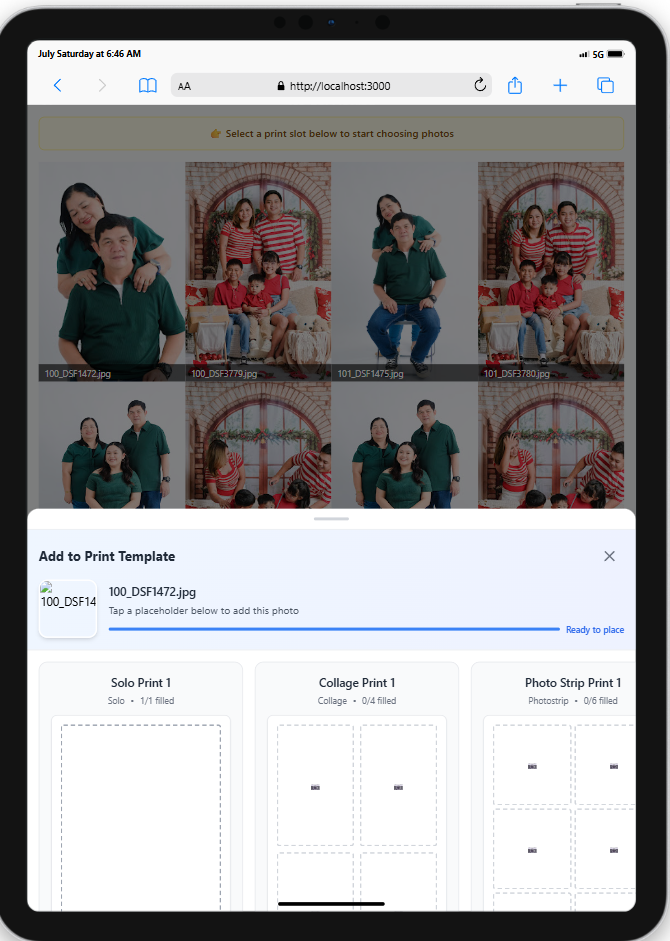 July Saturday at 6:46 AM
5G
AA
http://localhost:3000
👉 Select a print slot below to start choosing photos
100_DSF1472.jpg
100_DSF3779.jpg
101_DSF1475.jpg
101_DSF3780.jpg
Add to Print Template
100_DSF14
100_DSF1472.jpg
Tap a placeholder below to add this photo
Ready to place
Solo Print 1
Solo • 1/1 filled
Collage Print 1
Collage • 0/4 filled
Photo Strip Print 1
Photostrip • 0/6 filled